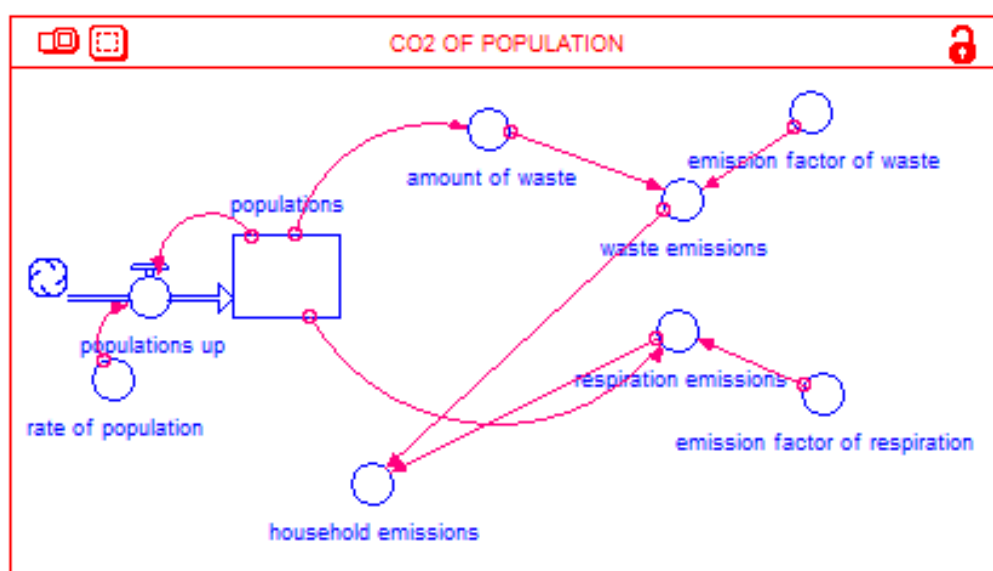 CO2 OF POPULATION
emission factor of waste
amount of waste
populations
waste emissions
populations up
respiration emissions
rate of population
emission factor of respiration
household emissions